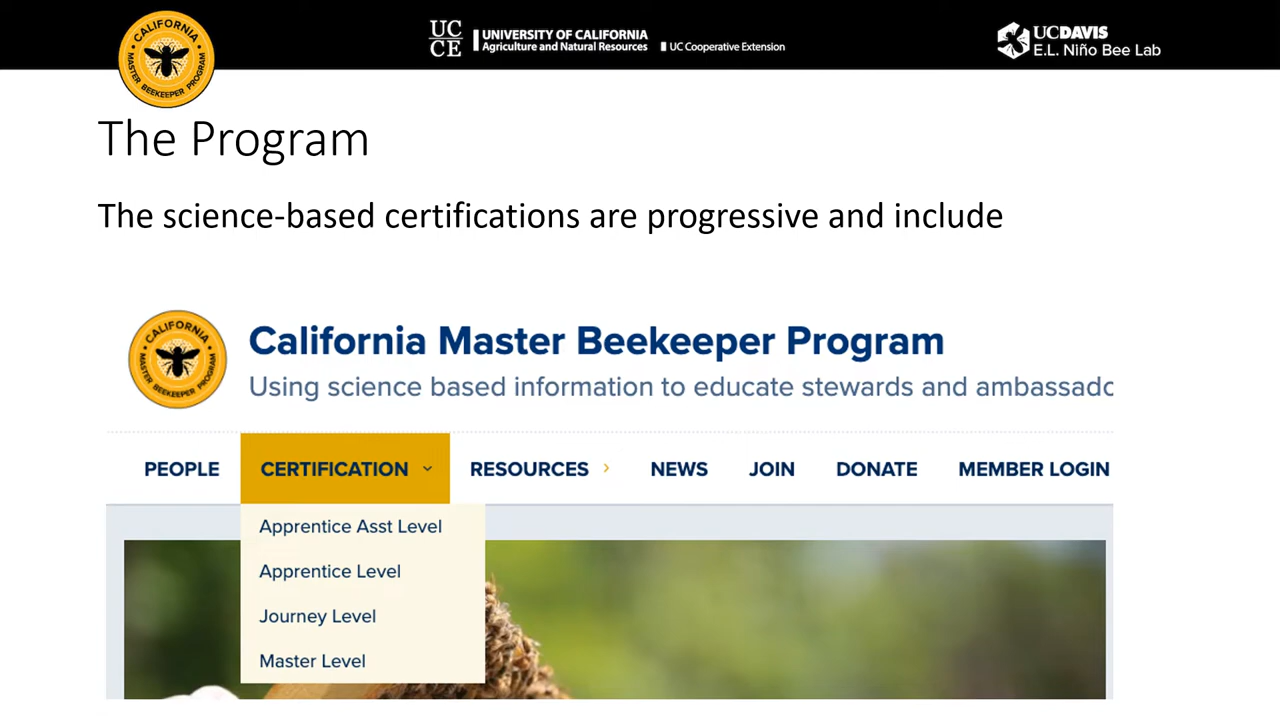 CALIFORNIA
MASTER BEEKEEPER PROGRAM
UC
CE
UNIVERSITY OF CALIFORNIA
Agriculture and Natural Resources
UC Cooperative Extension
UCDAVIS
E.L. Niño Bee Lab
The Program
The science-based certifications are progressive and include
CALIFORNIA
MASTER BEEKEEPER PROGRAM
California Master Beekeeper Program
Using science based information to educate stewards and ambassado
PEOPLE CERTIFICATION RESOURCES NEWS JOIN DONATE MEMBER LOGIN
Apprentice Asst Level
Apprentice Level
Journey Level
Master Level